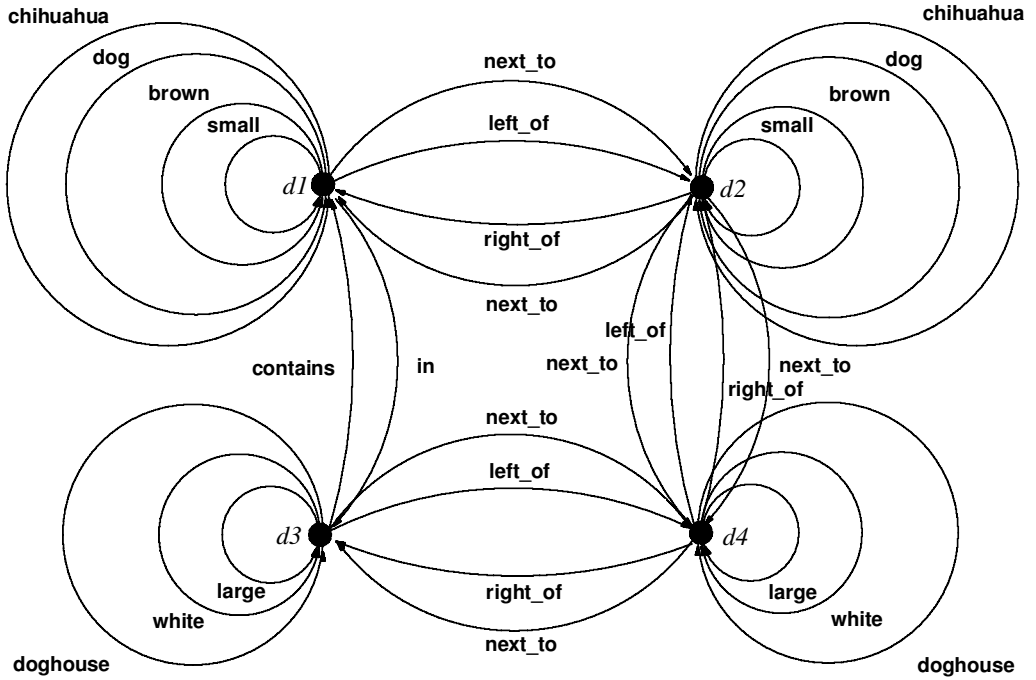 chihuahua
chihuahua
dog
dog
next_to
brown
brown
small
left_of
small
d1
d2
right_of
next_to
left_of
contains
in
next_to
next_to
right_of
next_to
left_of
d3
d4
large
right_of
large
white
white
next_to
doghouse
doghouse